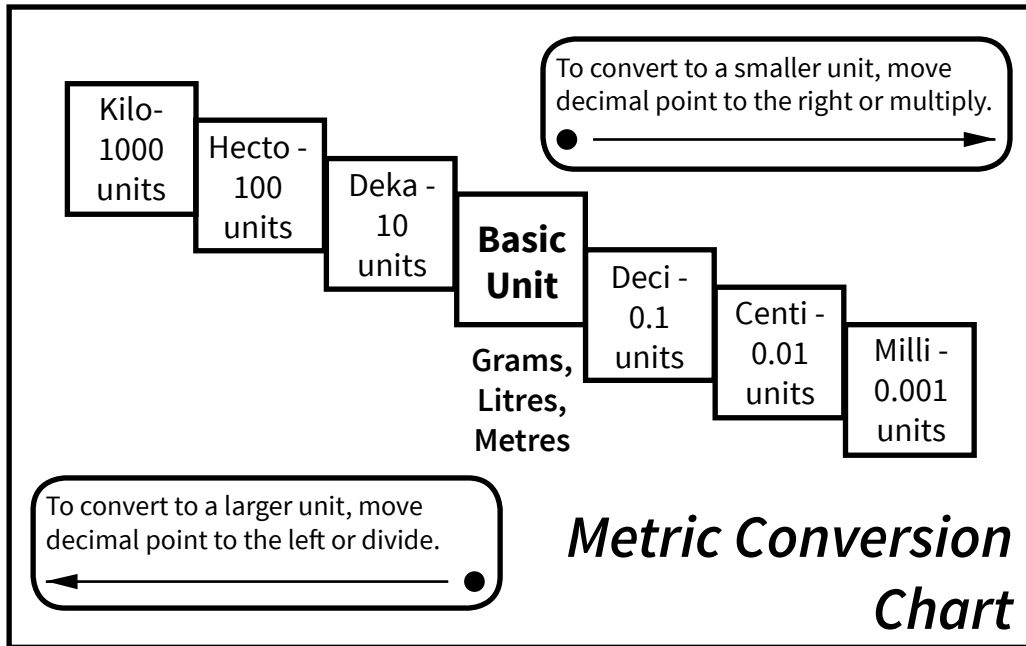 To convert to a smaller unit, move
decimal point to the right or multiply.
Kilo-
1000
units
Hecto -
100
units
Deka -
10
units
Basic
Unit
Grams,
Litres,
Metres
Deci -
0.1
units
Centi -
0.01
units
Milli -
0.001
units
To convert to a larger unit, move
decimal point to the left or divide.
Metric Conversion
Chart